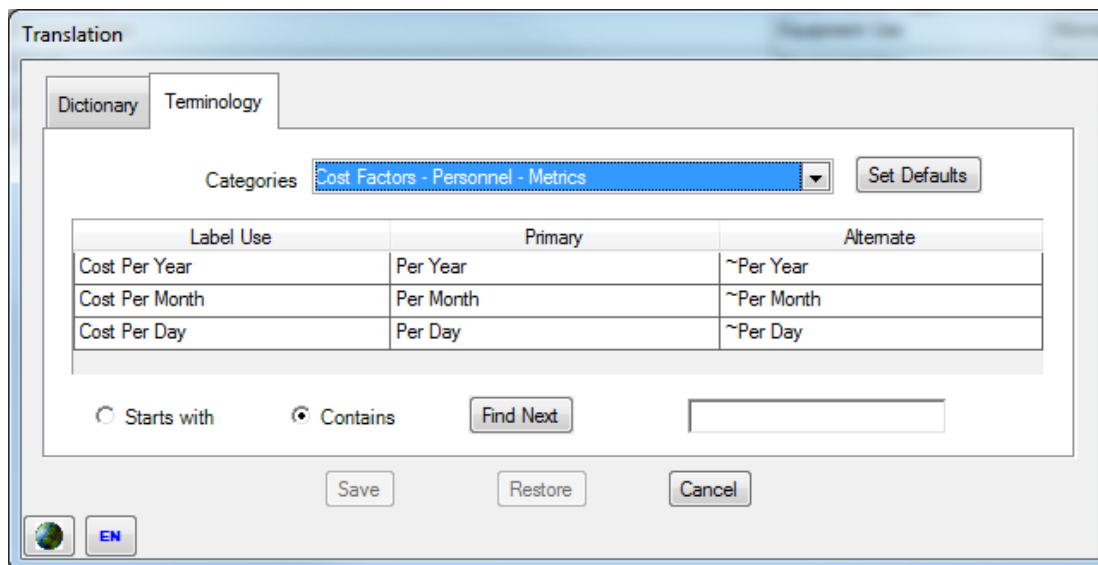 Translation
Equipment Use
Dictionary Terminology
Categories Cost Factors - Personnel - Metrics Set Defaults
Label Use Primary Alternate
Cost Per Year Per Year ~Per Year
Cost Per Month Per Month ~Per Month
Cost Per Day Per Day ~Per Day
Starts with Contains Find Next
Save Restore Cancel
EN